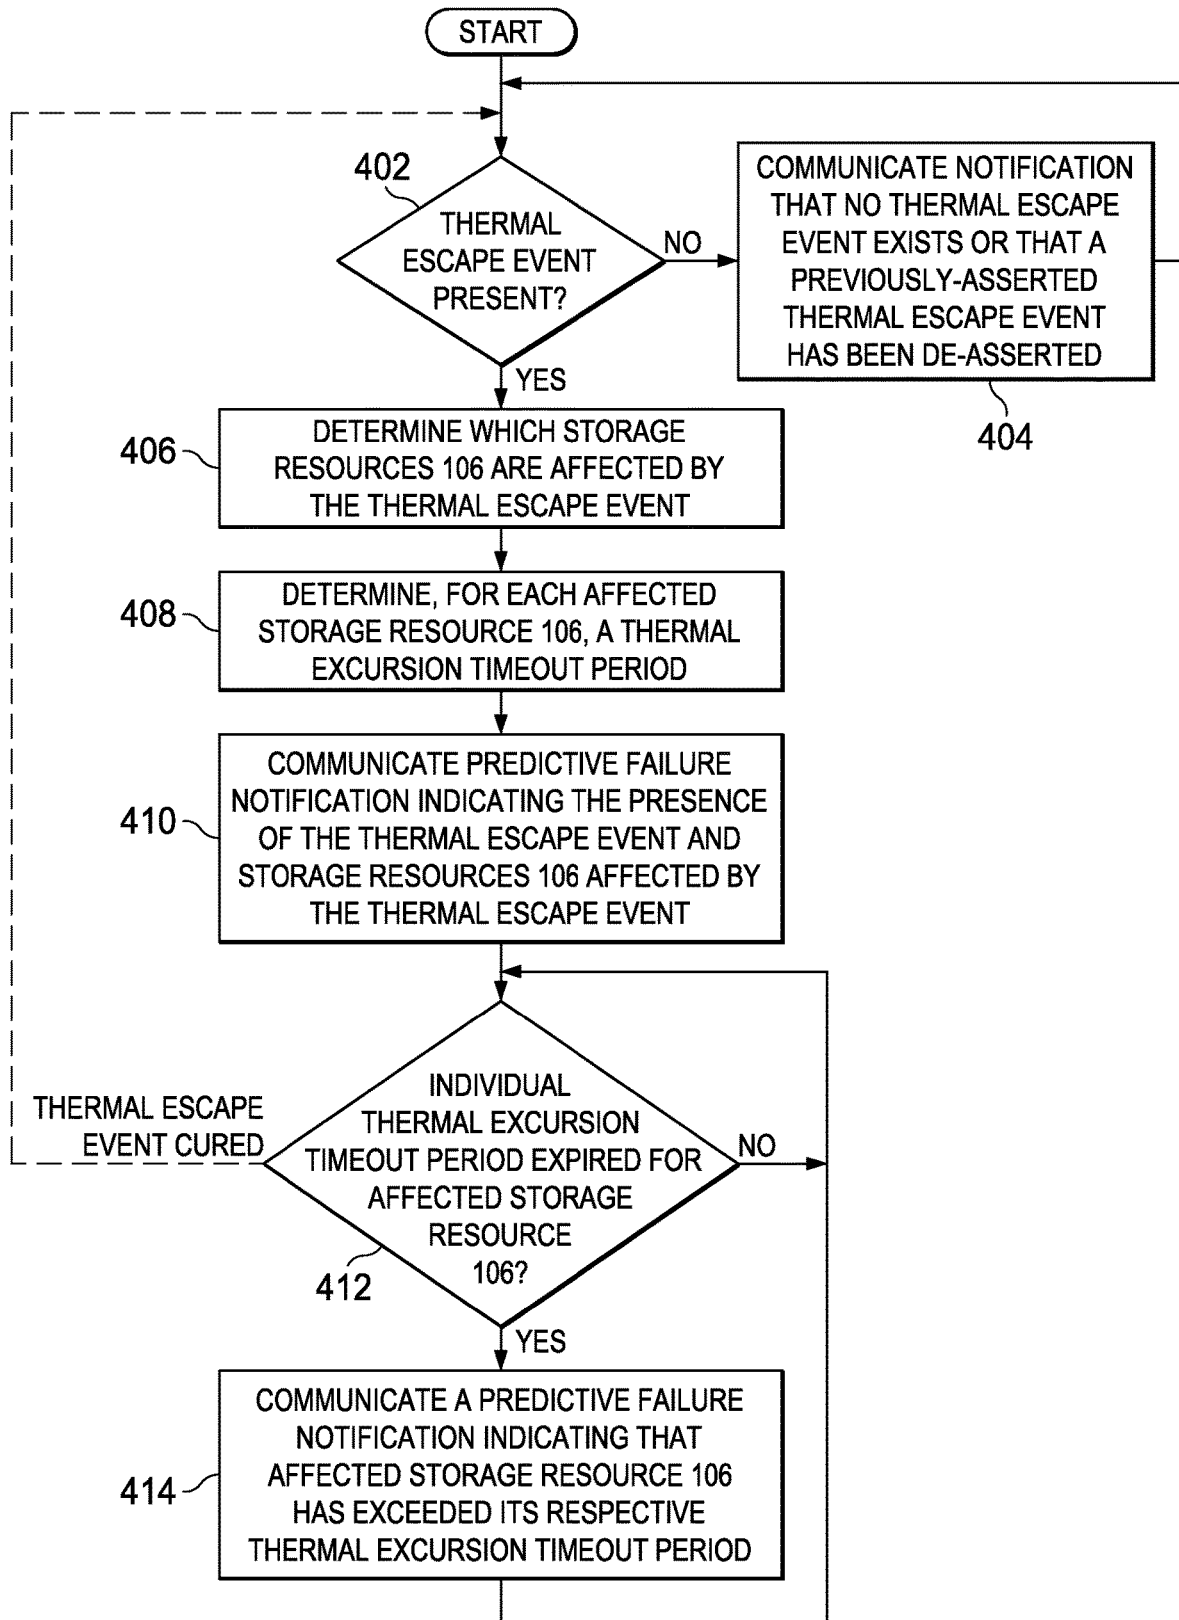 START
402
THERMAL
ESCAPE EVENT
PRESENT?
NO
COMMUNICATE NOTIFICATION
THAT NO THERMAL ESCAPE
EVENT EXISTS OR THAT A
PREVIOUSLY-ASSERTED
THERMAL ESCAPE EVENT
HAS BEEN DE-ASSERTED
404
YES
406
DETERMINE WHICH STORAGE
RESOURCES 106 ARE AFFECTED BY
THE THERMAL ESCAPE EVENT
408
DETERMINE, FOR EACH AFFECTED
STORAGE RESOURCE 106, A THERMAL
EXCURSION TIMEOUT PERIOD
410
COMMUNICATE PREDICTIVE FAILURE
NOTIFICATION INDICATING THE PRESENCE
OF THE THERMAL ESCAPE EVENT AND
STORAGE RESOURCES 106 AFFECTED BY
THE THERMAL ESCAPE EVENT
THERMAL ESCAPE
EVENT CURED
INDIVIDUAL
THERMAL EXCURSION
TIMEOUT PERIOD EXPIRED FOR
AFFECTED STORAGE
RESOURCE
106?
NO
412
YES
414
COMMUNICATE A PREDICTIVE FAILURE
NOTIFICATION INDICATING THAT
AFFECTED STORAGE RESOURCE 106
HAS EXCEEDED ITS RESPECTIVE
THERMAL EXCURSION TIMEOUT PERIOD